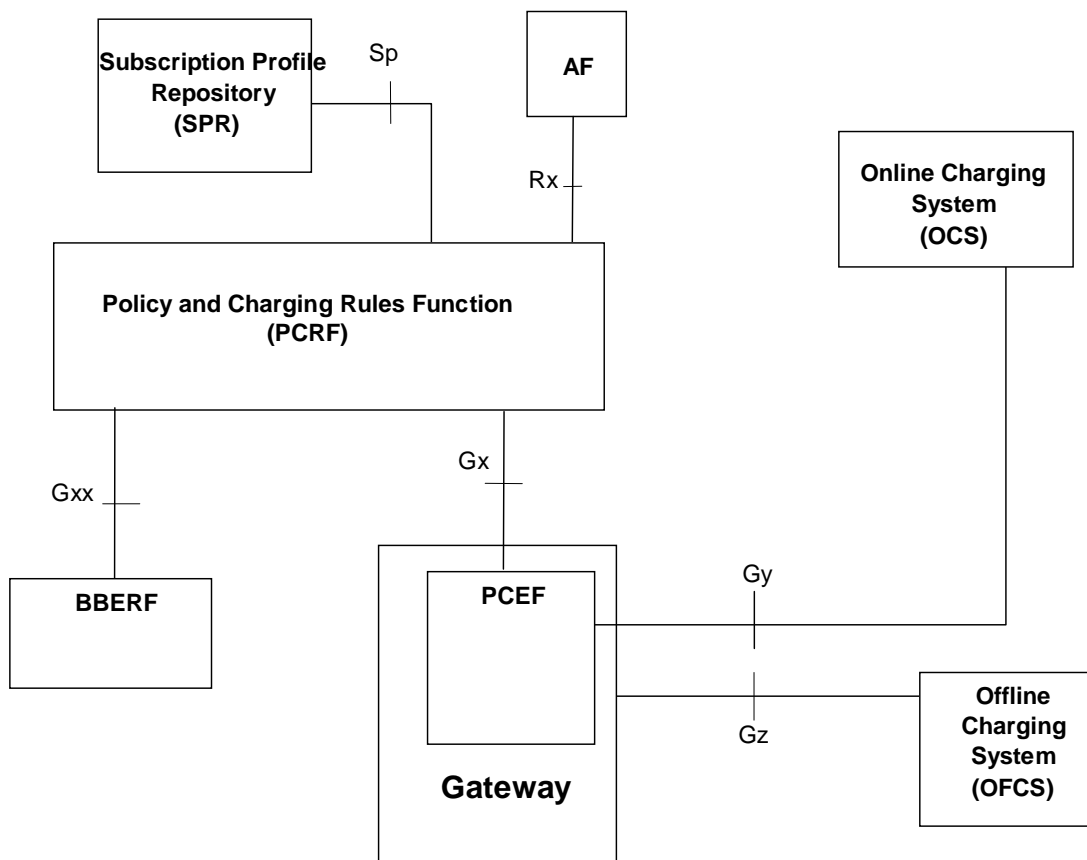 Subscription Profile
Repository
(SPR)
Sp
AF
Rx
Online Charging
System
(OCS)
Policy and Charging Rules Function
(PCRF)
Gxx
Gx
BBERF
PCEF
Gy
Gz
Offline
Charging
System
(OFCS)
Gateway